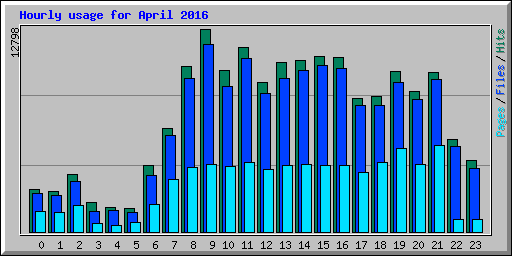 Hourly usage for April 2016
12798
Pages / Files / Hits
0 1 2 3 4 5 6 7 8 9 10 11 12 13 14 15 16 17 18 19 20 21 22 23